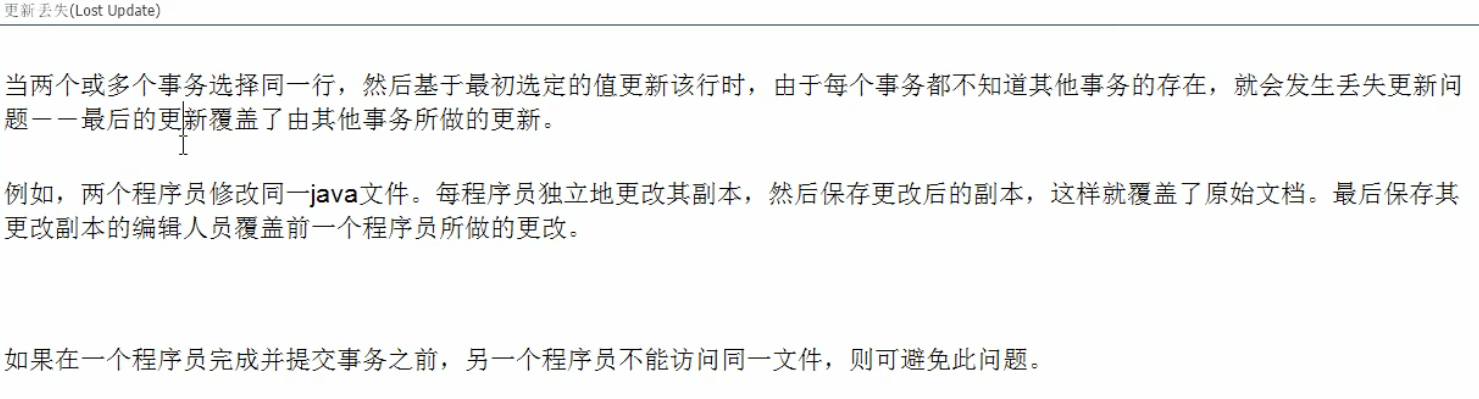 更新丢失(Lost Update)
当两个或多个事务选择同一行，然后基于最初选定的值更新该行时，由于每个事务都不知道其他事务的存在，就会发生丢失更新问
题－－最后的更新覆盖了由其他事务所做的更新。
例如，两个程序员修改同一java文件。每程序员独立地更改其副本，然后保存更改后的副本，这样就覆盖了原始文档。最后保存其
更改副本的编辑人员覆盖前一个程序员所做的更改。
如果在一个程序员完成并提交事务之前，另一个程序员不能访问同一文件，则可避免此问题。